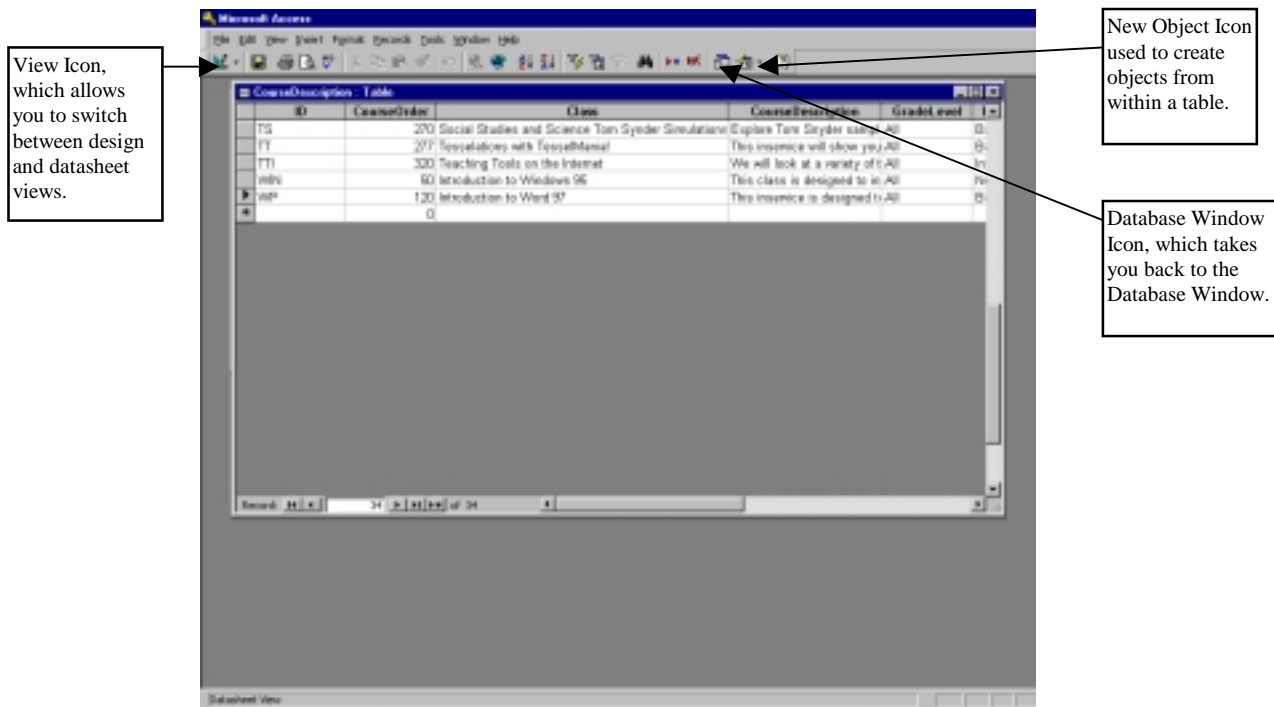 Microsoft Access
File Edit View Insert Format Records Tools Window Help
New Object Icon
used to create
objects from
within a table.
View Icon,
which allows
you to switch
between design
and datasheet
views.
CourseDescription : Table
ID CourseOrder Class CourseDescription GradeLevel
TS 270 Social Studies and Science Tom Synder Simulations Explore Tom Snyder All
TT 277 Tesselations with TesselMania! This inservice will show you All
TTI 320 Teaching Tools on the Internet We will look at a variety of t All
WIN 60 Introduction to Windows 95 This class is designed to in All
WP 120 Introduction to Word 97 This inservice is designed t All
0
Database Window
Icon, which takes
you back to the
Database Window.
Record: 34 of 34
Datasheet View